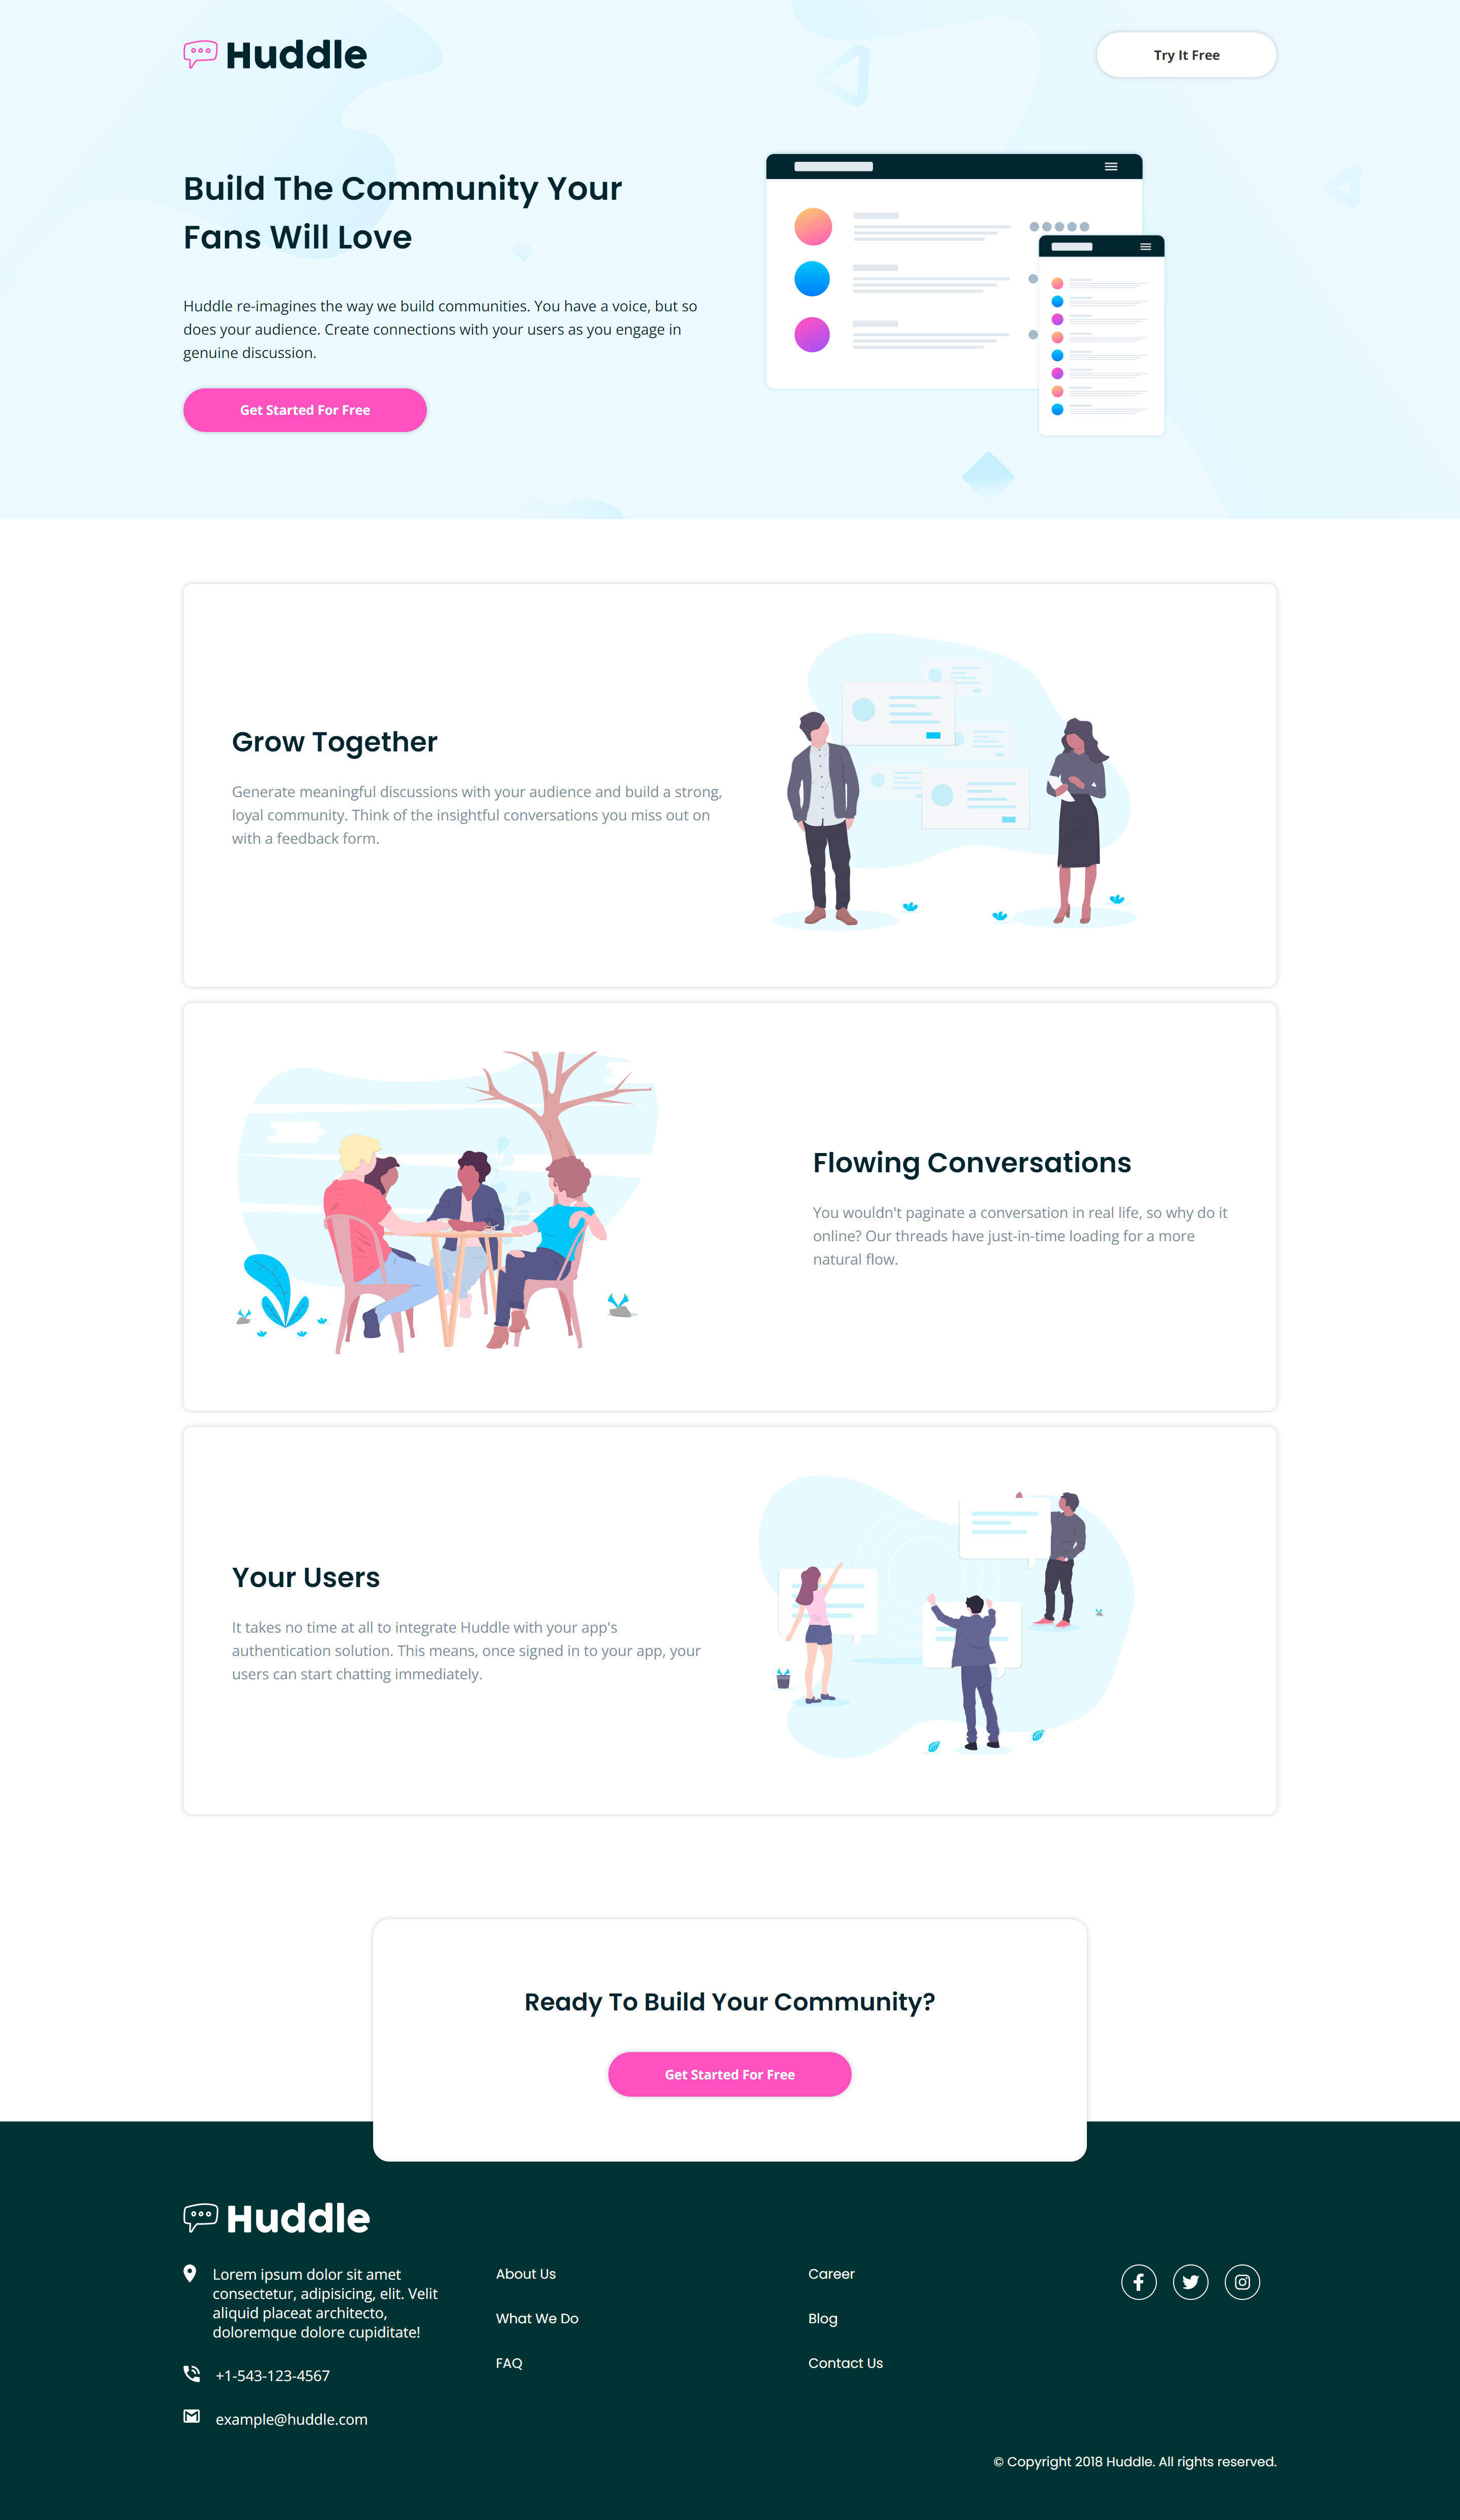 Huddle
Try It Free
Build The Community Your
Fans Will Love
Huddle re-imagines the way we build communities. You have a voice, but so
does your audience. Create connections with your users as you engage in
genuine discussion.
Get Started For Free
Grow Together
Generate meaningful discussions with your audience and build a strong,
loyal community. Think of the insightful conversations you miss out on
with a feedback form.
Flowing Conversations
You wouldn't paginate a conversation in real life, so why do it
online? Our threads have just-in-time loading for a more
natural flow.
Your Users
It takes no time at all to integrate Huddle with your app's
authentication solution. This means, once signed in to your app, your
users can start chatting immediately.
Ready To Build Your Community?
Get Started For Free
Huddle
Lorem ipsum dolor sit amet
consectetur, adipisicing, elit. Velit
aliquid placeat architecto,
doloremque dolore cupiditate!
+1-543-123-4567
example@huddle.com
About Us
What We Do
FAQ
Career
Blog
Contact Us
© Copyright 2018 Huddle. All rights reserved.